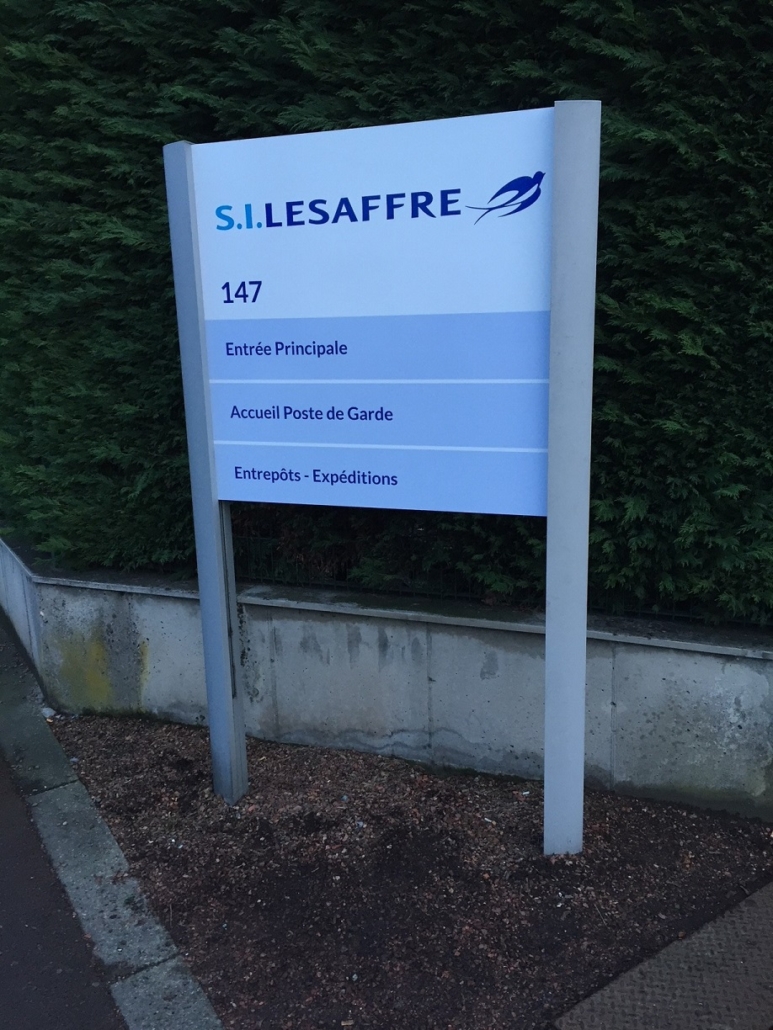 S.I.LESAFFRE
147
Entrée Principale
Accueil Poste de Garde
Entrepôts - Expéditions